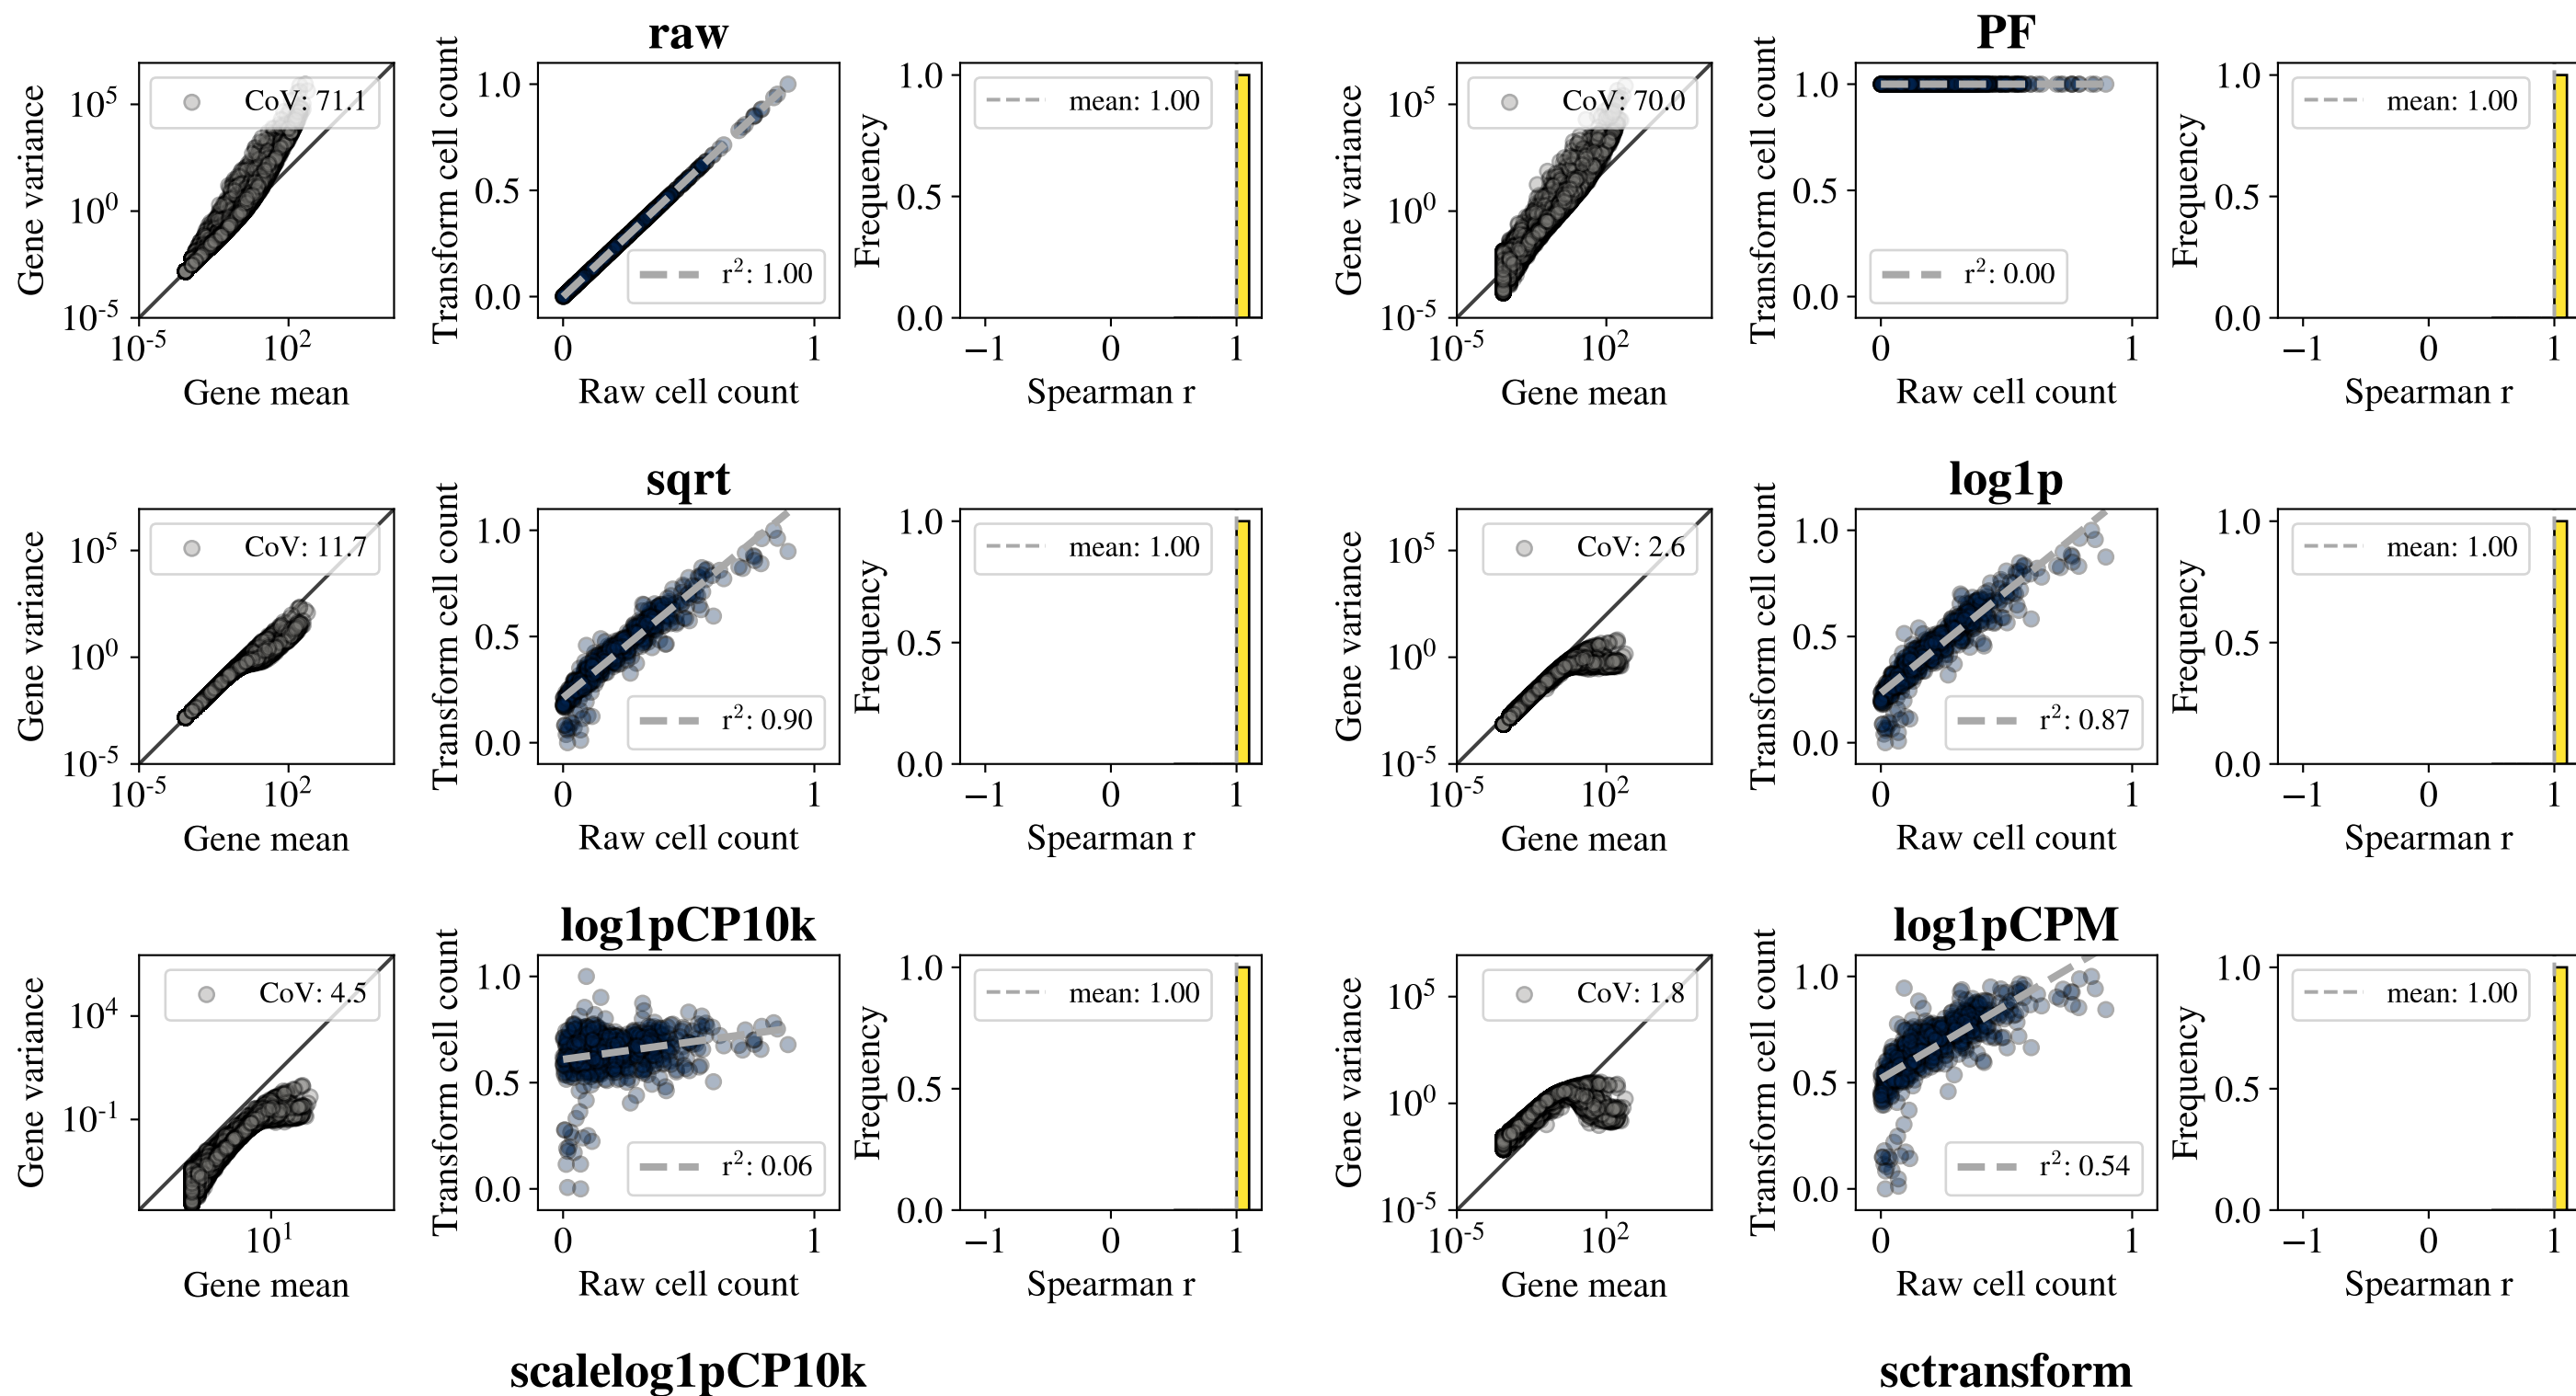 raw
Gene variance
10^5
10^0
10^-5
CoV: 71.1
10^-5
10^2
Gene mean
Transform cell count
1.0
0.5
0.0
r^2: 1.00
0
1
Raw cell count
Frequency
1.0
0.5
0.0
mean: 1.00
−1
0
1
Spearman r
PF
Gene variance
10^5
10^0
10^-5
CoV: 70.0
10^-5
10^2
Gene mean
Transform cell count
1.0
0.5
0.0
r^2: 0.00
0
1
Raw cell count
Frequency
1.0
0.5
0.0
mean: 1.00
−1
0
1
Spearman r
sqrt
Gene variance
10^5
10^0
10^-5
CoV: 11.7
10^-5
10^2
Gene mean
Transform cell count
1.0
0.5
0.0
r^2: 0.90
0
1
Raw cell count
Frequency
1.0
0.5
0.0
mean: 1.00
−1
0
1
Spearman r
log1p
Gene variance
10^5
10^0
10^-5
CoV: 2.6
10^-5
10^2
Gene mean
Transform cell count
1.0
0.5
0.0
r^2: 0.87
0
1
Raw cell count
Frequency
1.0
0.5
0.0
mean: 1.00
−1
0
1
Spearman r
log1pCP10k
Gene variance
10^4
10^-1
CoV: 4.5
10^1
Gene mean
Transform cell count
1.0
0.5
0.0
r^2: 0.06
0
1
Raw cell count
Frequency
1.0
0.5
0.0
mean: 1.00
−1
0
1
Spearman r
log1pCPM
Gene variance
10^5
10^0
10^-5
CoV: 1.8
10^-5
10^2
Gene mean
Transform cell count
1.0
0.5
0.0
r^2: 0.54
0
1
Raw cell count
Frequency
1.0
0.5
0.0
mean: 1.00
−1
0
1
Spearman r
scalelog1pCP10k
sctransform